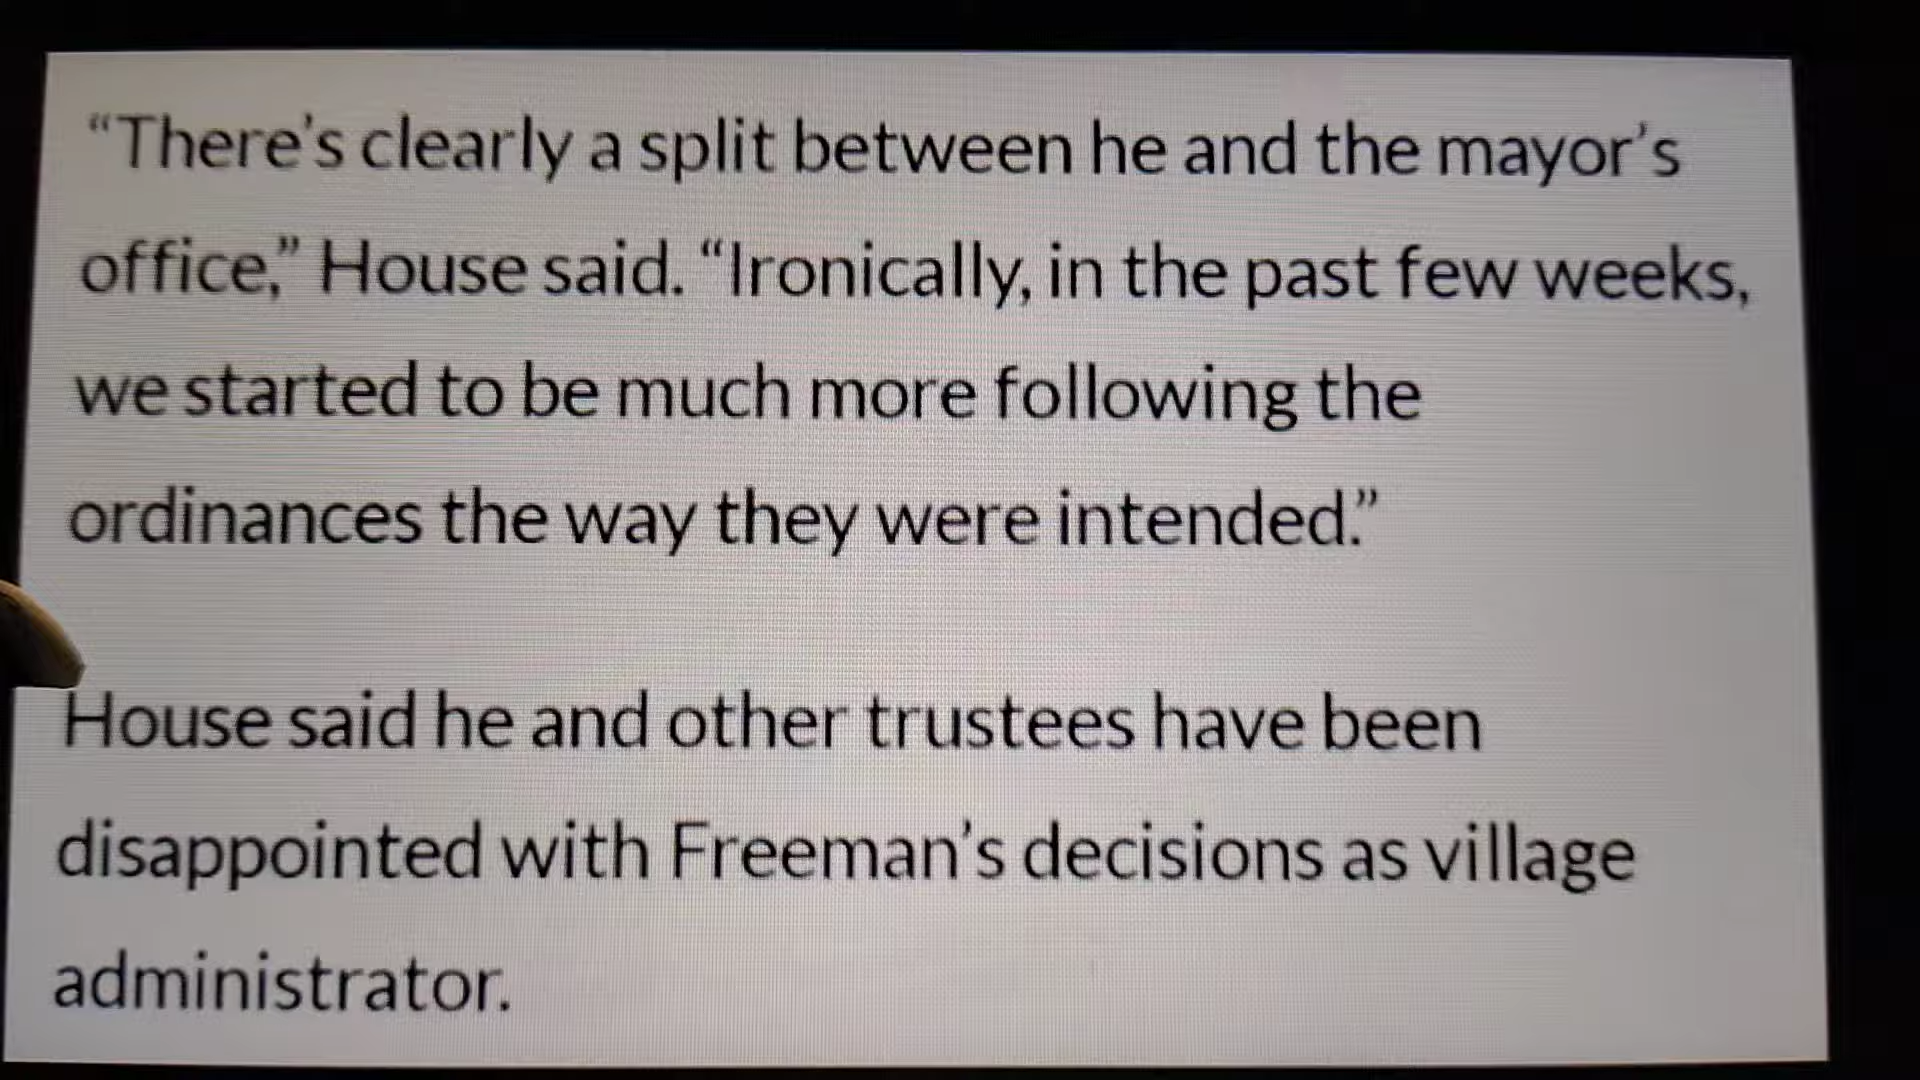 “There’s clearly a split between he and the mayor’s
office,” House said. “Ironically, in the past few weeks,
we started to be much more following the
ordinances the way they were intended.”
House said he and other trustees have been
disappointed with Freeman’s decisions as village
administrator.